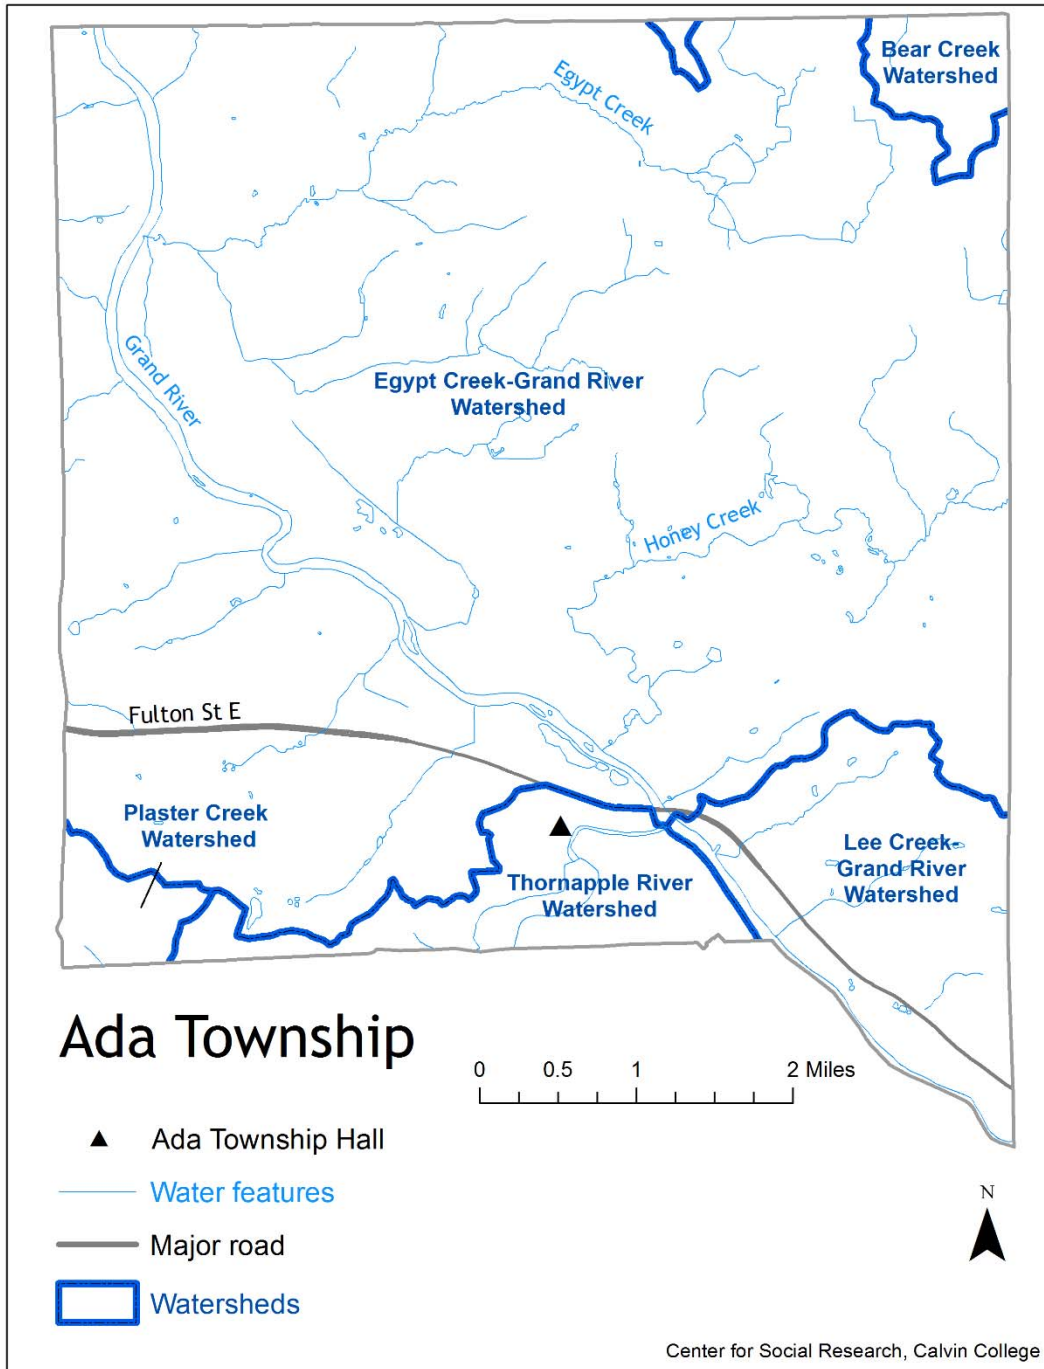 Bear Creek
Watershed
Egypt Creek
Grand River
Egypt Creek-Grand River
Watershed
Honey Creek
Fulton St E
Plaster Creek
Watershed
Lee Creek-
Grand River
Watershed
Thornapple River
Watershed
Ada Township
0 0.5 1 2 Miles
Ada Township Hall
Water features
Major road
Watersheds
N
Center for Social Research, Calvin College